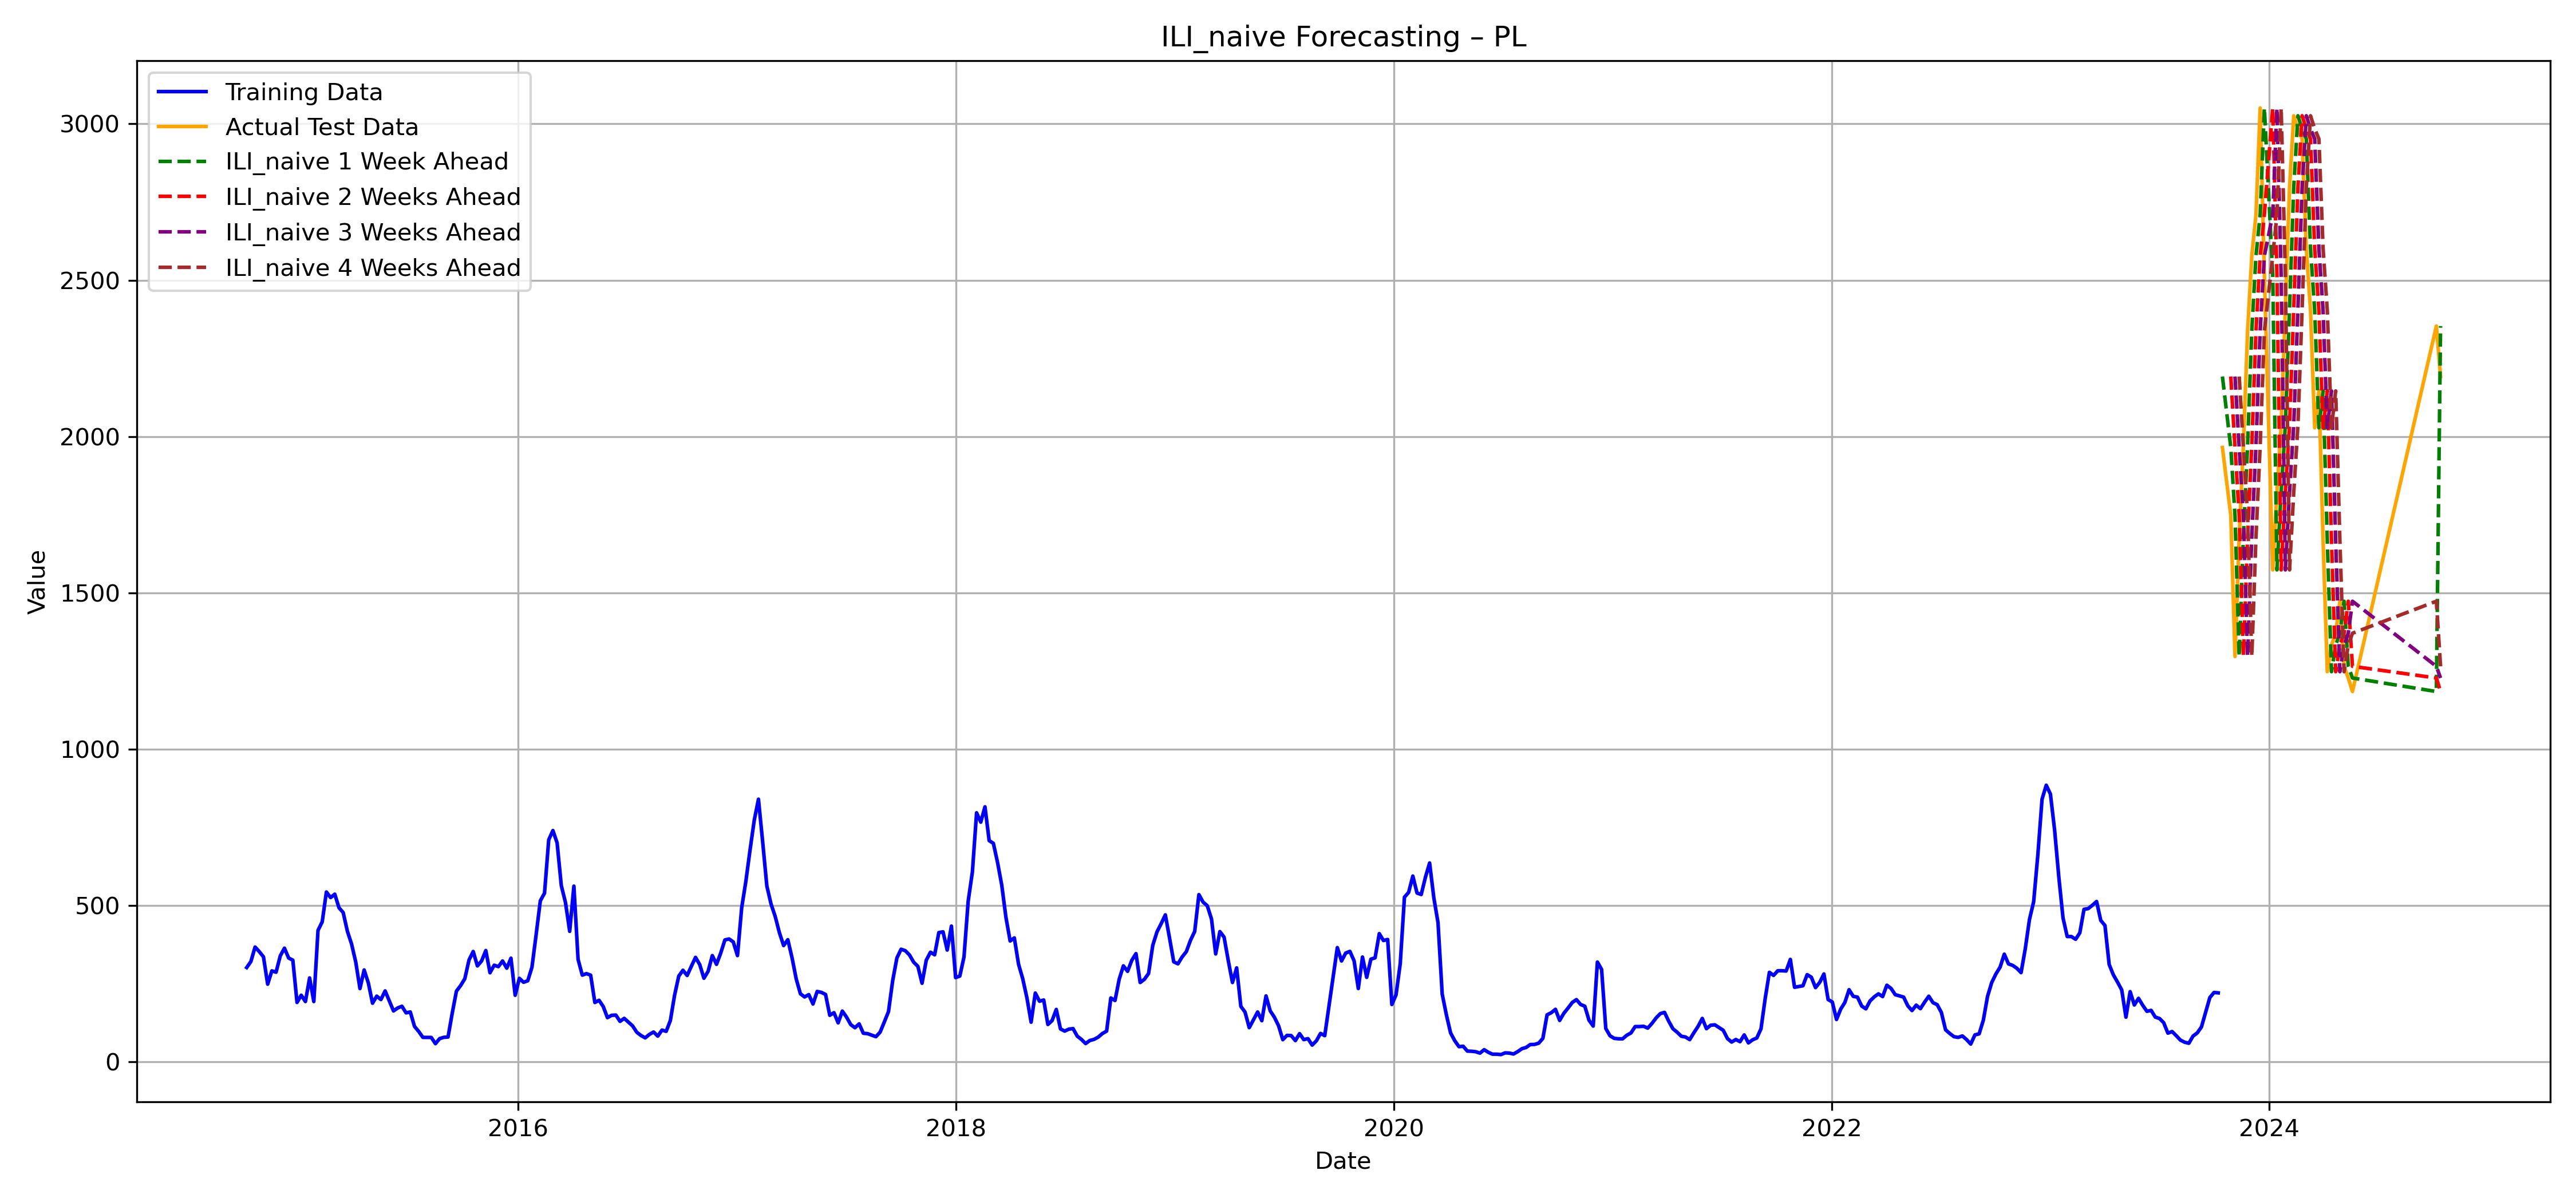 ILI_naive Forecasting – PL
Training Data
Actual Test Data
ILI_naive 1 Week Ahead
ILI_naive 2 Weeks Ahead
ILI_naive 3 Weeks Ahead
ILI_naive 4 Weeks Ahead
3000
2500
2000
1500
1000
500
0
Value
2016
2018
2020
2022
2024
Date